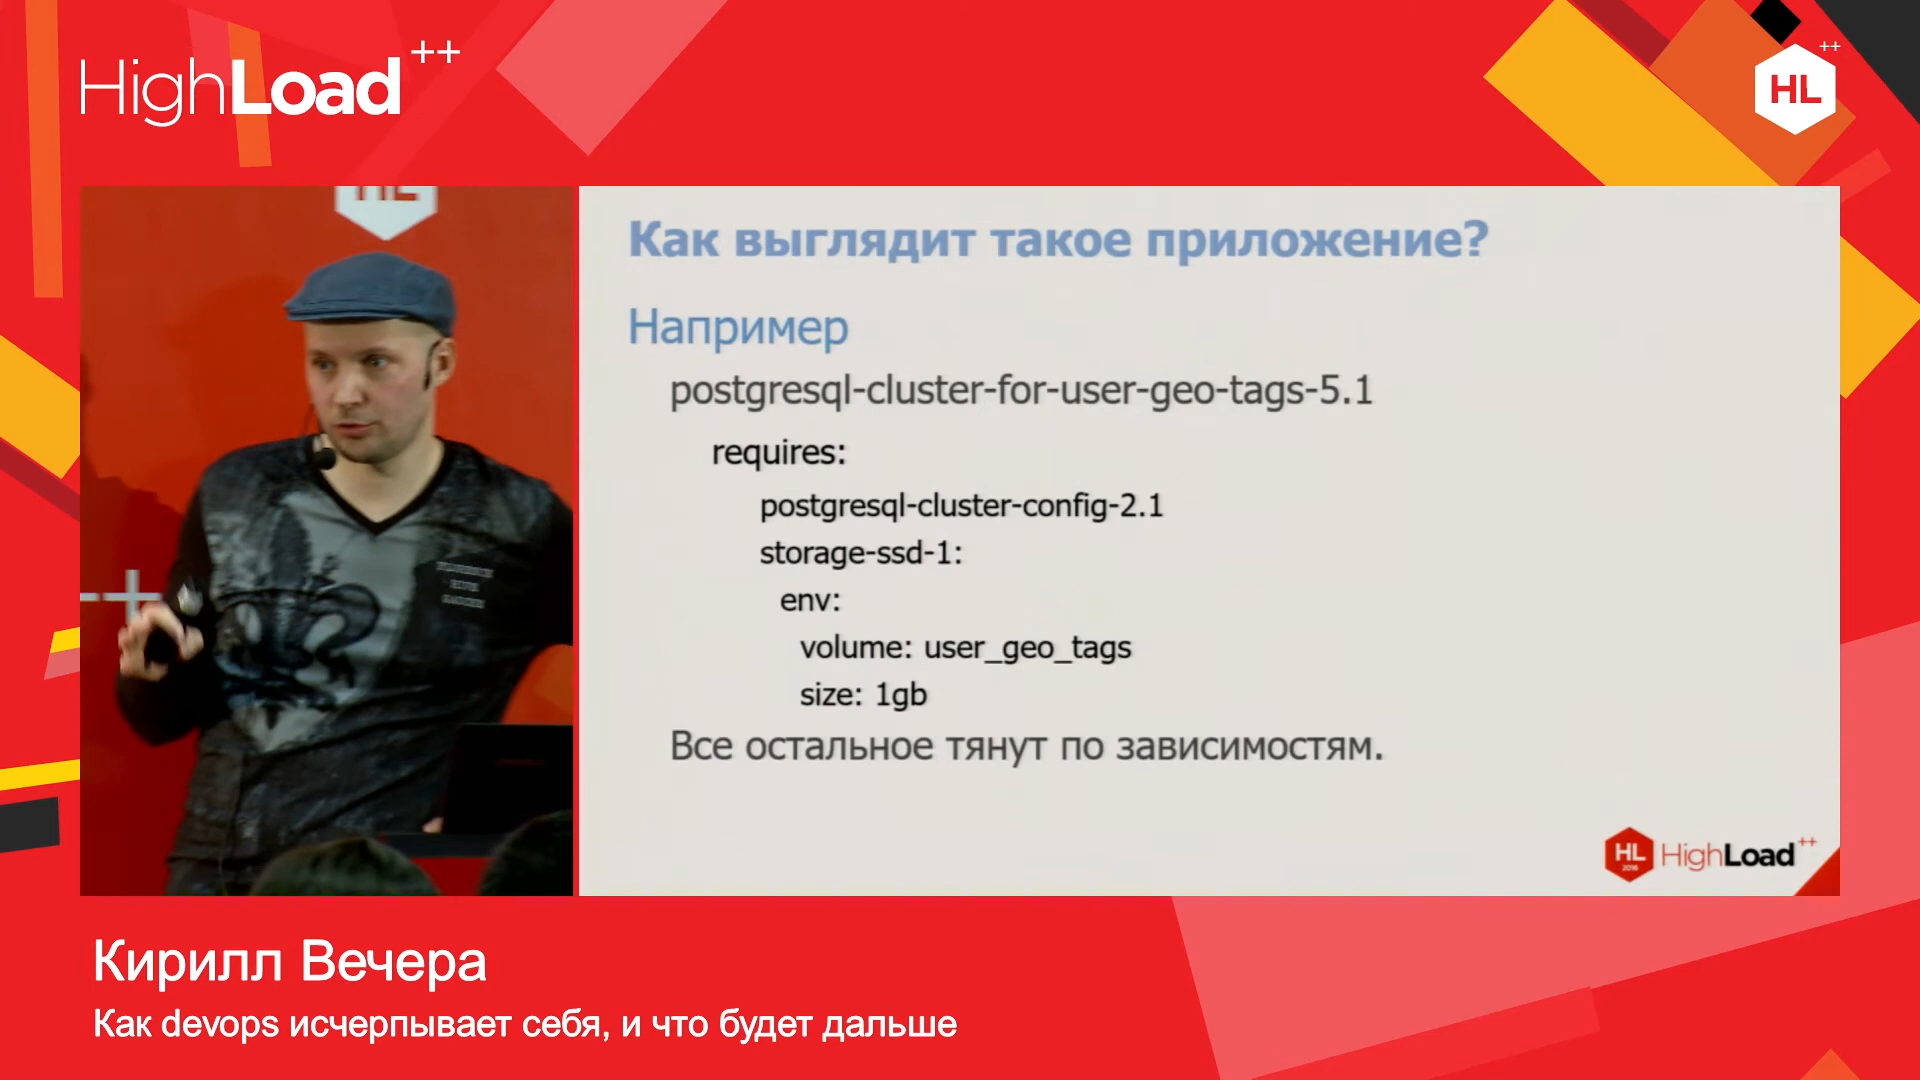 HighLoad++
HL++
HL
Как выглядит такое приложение?
Например
postgresql-cluster-for-user-geo-tags-5.1
requires:
postgresql-cluster-config-2.1
storage-ssd-1:
env:
volume: user_geo_tags
size: 1gb
Все остальное тянут по зависимостям.
HL
2016
HighLoad++
Кирилл Вечера
Как devops исчерпывает себя, и что будет дальше